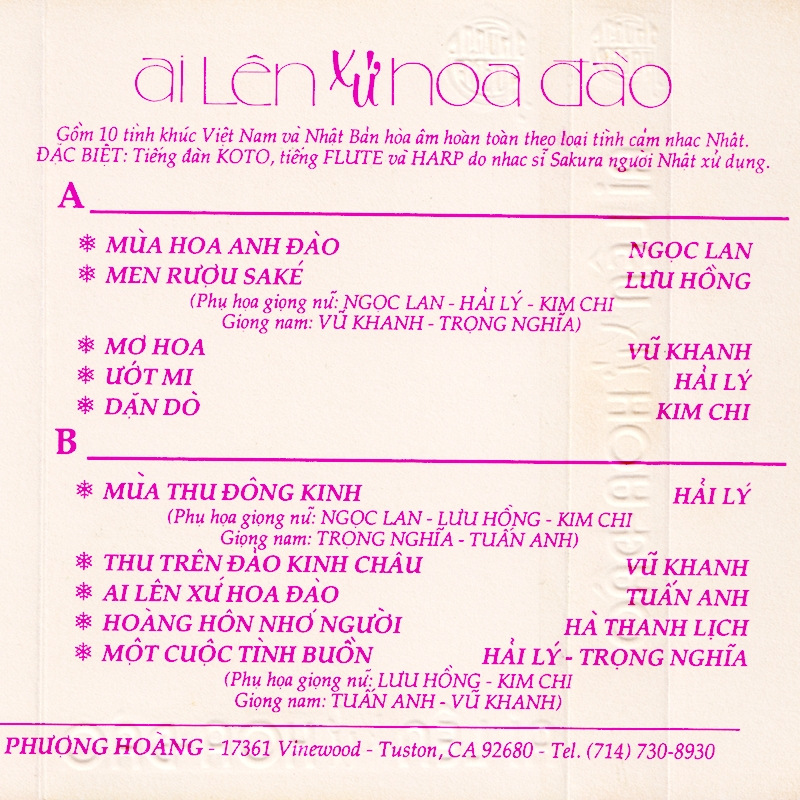 ai Lên xứ hoa đào
Gồm 10 tình khúc Việt Nam và Nhật Bản hòa âm hoàn toàn theo loại tình cảm nhạc Nhật.
ĐẶC BIỆT: Tiếng đàn KOTO, tiếng FLUTE và HARP do nhạc sĩ Sakura người Nhật xử dụng.
A
❄ MÙA HOA ANH ĐÀO NGỌC LAN
❄ MEN RƯỢU SAKÉ LƯU HỒNG
(Phụ họa giọng nữ: NGỌC LAN - HẢI LÝ - KIM CHI
Giọng nam: VŨ KHANH - TRỌNG NGHĨA)
❄ MƠ HOA VŨ KHANH
❄ ƯỚT MI HẢI LÝ
❄ DẶN DÒ KIM CHI
B
❄ MÙA THU ĐÔNG KINH HẢI LÝ
(Phụ họa giọng nữ: NGỌC LAN - LƯU HỒNG - KIM CHI
Giọng nam: TRỌNG NGHĨA - TUẤN ANH)
❄ THU TRÊN ĐẢO KINH CHÂU VŨ KHANH
❄ AI LÊN XỨ HOA ĐÀO TUẤN ANH
❄ HOÀNG HÔN NHỚ NGƯỜI HÀ THANH LỊCH
❄ MỘT CUỘC TÌNH BUỒN HẢI LÝ - TRỌNG NGHĨA
(Phụ họa giọng nữ: LƯU HỒNG - KIM CHI
Giọng nam: TUẤN ANH - VŨ KHANH)
PHƯỢNG HOÀNG - 17361 Vinewood - Tuston, CA 92680 - Tel. (714) 730-8930